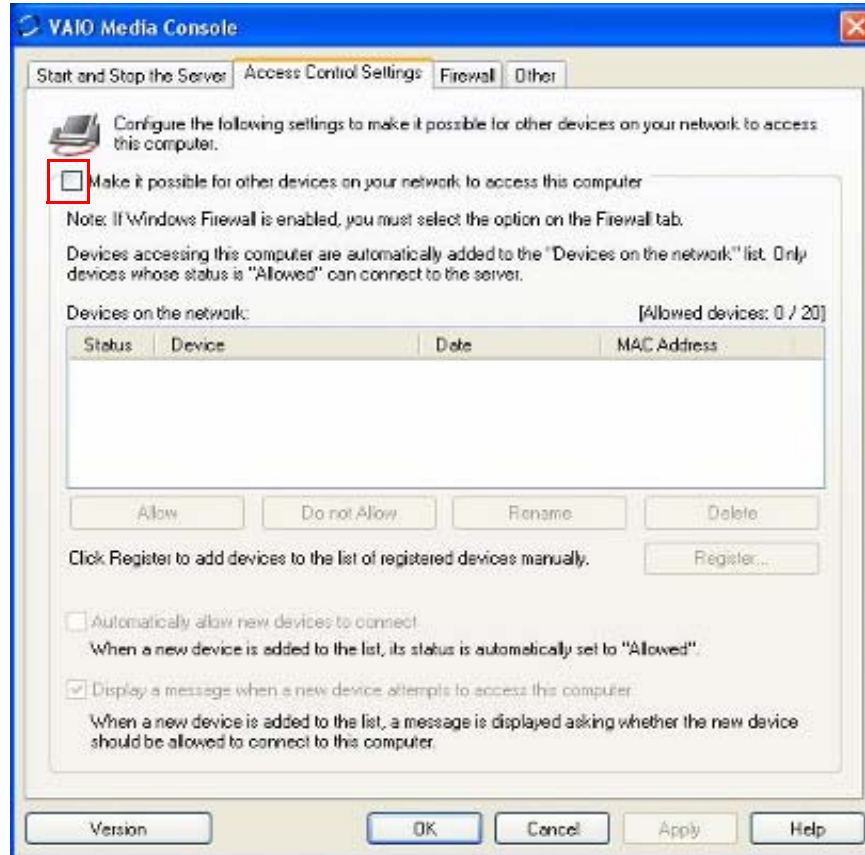 VAIO Media Console
Start and Stop the Server Access Control Settings Firewall Other
Configure the following settings to make it possible for other devices on your network to access
this computer.
Make it possible for other devices on your network to access this computer
Note: If Windows Firewall is enabled, you must select the option on the Firewall tab.
Devices accessing this computer are automatically added to the "Devices on the network" list. Only
devices whose status is "Allowed" can connect to the server.
Devices on the network: [Allowed devices: 0 / 20]
Status Device Date MAC Address
Allow Do not Allow Rename Delete
Click Register to add devices to the list of registered devices manually. Register...
Automatically allow new devices to connect
When a new device is added to the list, its status is automatically set to "Allowed".
Display a message when a new device attempts to access this computer
When a new device is added to the list, a message is displayed asking whether the new device
should be allowed to connect to this computer.
Version OK Cancel Apply Help